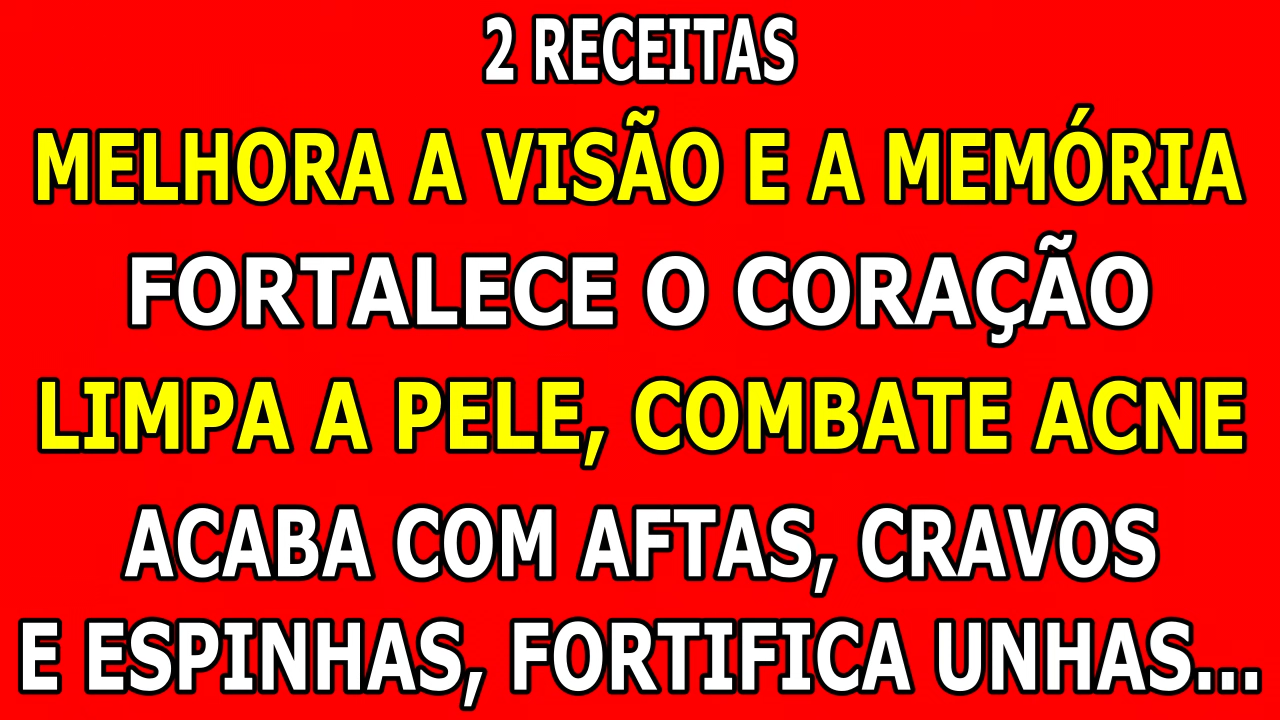 2 RECEITAS
MELHORA A VISÃO E A MEMÓRIA
FORTALECE O CORAÇÃO
LIMPA A PELE, COMBATE ACNE
ACABA COM AFTAS, CRAVOS
E ESPINHAS, FORTIFICA UNHAS...